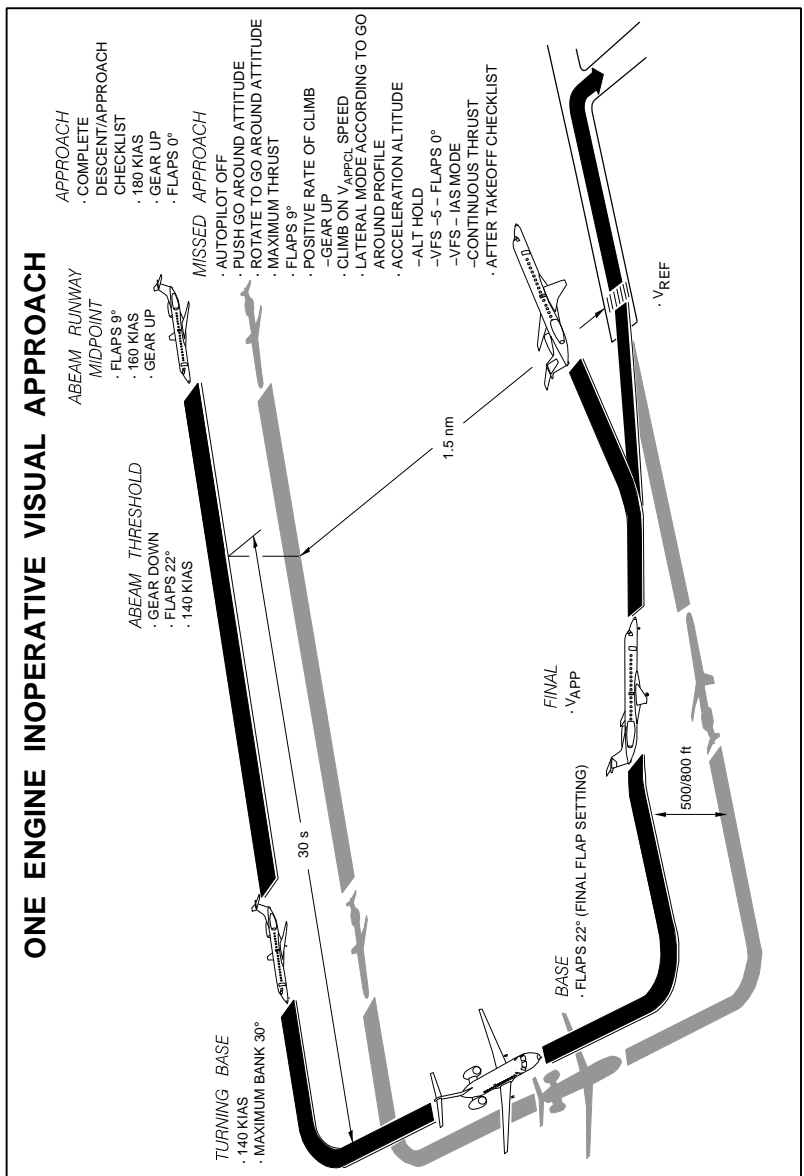 ONE ENGINE INOPERATIVE VISUAL APPROACH
APPROACH
· COMPLETE
DESCENT/APPROACH
CHECKLIST
· 180 KIAS
· GEAR UP
· FLAPS 0°
ABEAM RUNWAY
MIDPOINT
· FLAPS 9°
· 160 KIAS
· GEAR UP
MISSED APPROACH
· AUTOPILOT OFF
· PUSH GO AROUND ATTITUDE
· ROTATE TO GO AROUND ATTITUDE
· MAXIMUM THRUST
· FLAPS 9°
· POSITIVE RATE OF CLIMB
–GEAR UP
· CLIMB ON VAPPCL SPEED
· LATERAL MODE ACCORDING TO GO
AROUND PROFILE
· ACCELERATION ALTITUDE
–ALT HOLD
–VFS –5 – FLAPS 0°
–VFS – IAS MODE
–CONTINUOUS THRUST
· AFTER TAKEOFF CHECKLIST
ABEAM THRESHOLD
· GEAR DOWN
· FLAPS 22°
· 140 KIAS
1.5 nm
· VREF
30 s
TURNING BASE
· 140 KIAS
· MAXIMUM BANK 30°
BASE
· FLAPS 22° (FINAL FLAP SETTING)
FINAL
· VAPP
500/800 ft